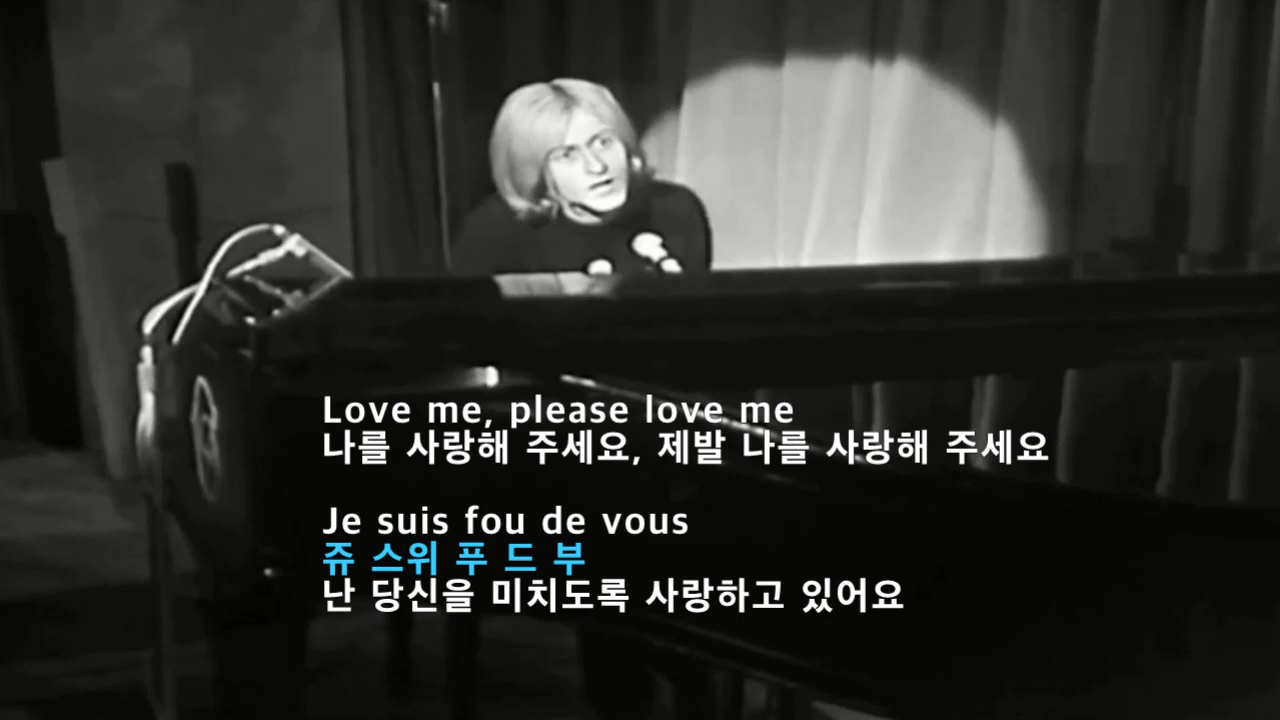 Love me, please love me
나를 사랑해 주세요, 제발 나를 사랑해 주세요
Je suis fou de vous
쥬 스위 푸 드 부
난 당신을 미치도록 사랑하고 있어요